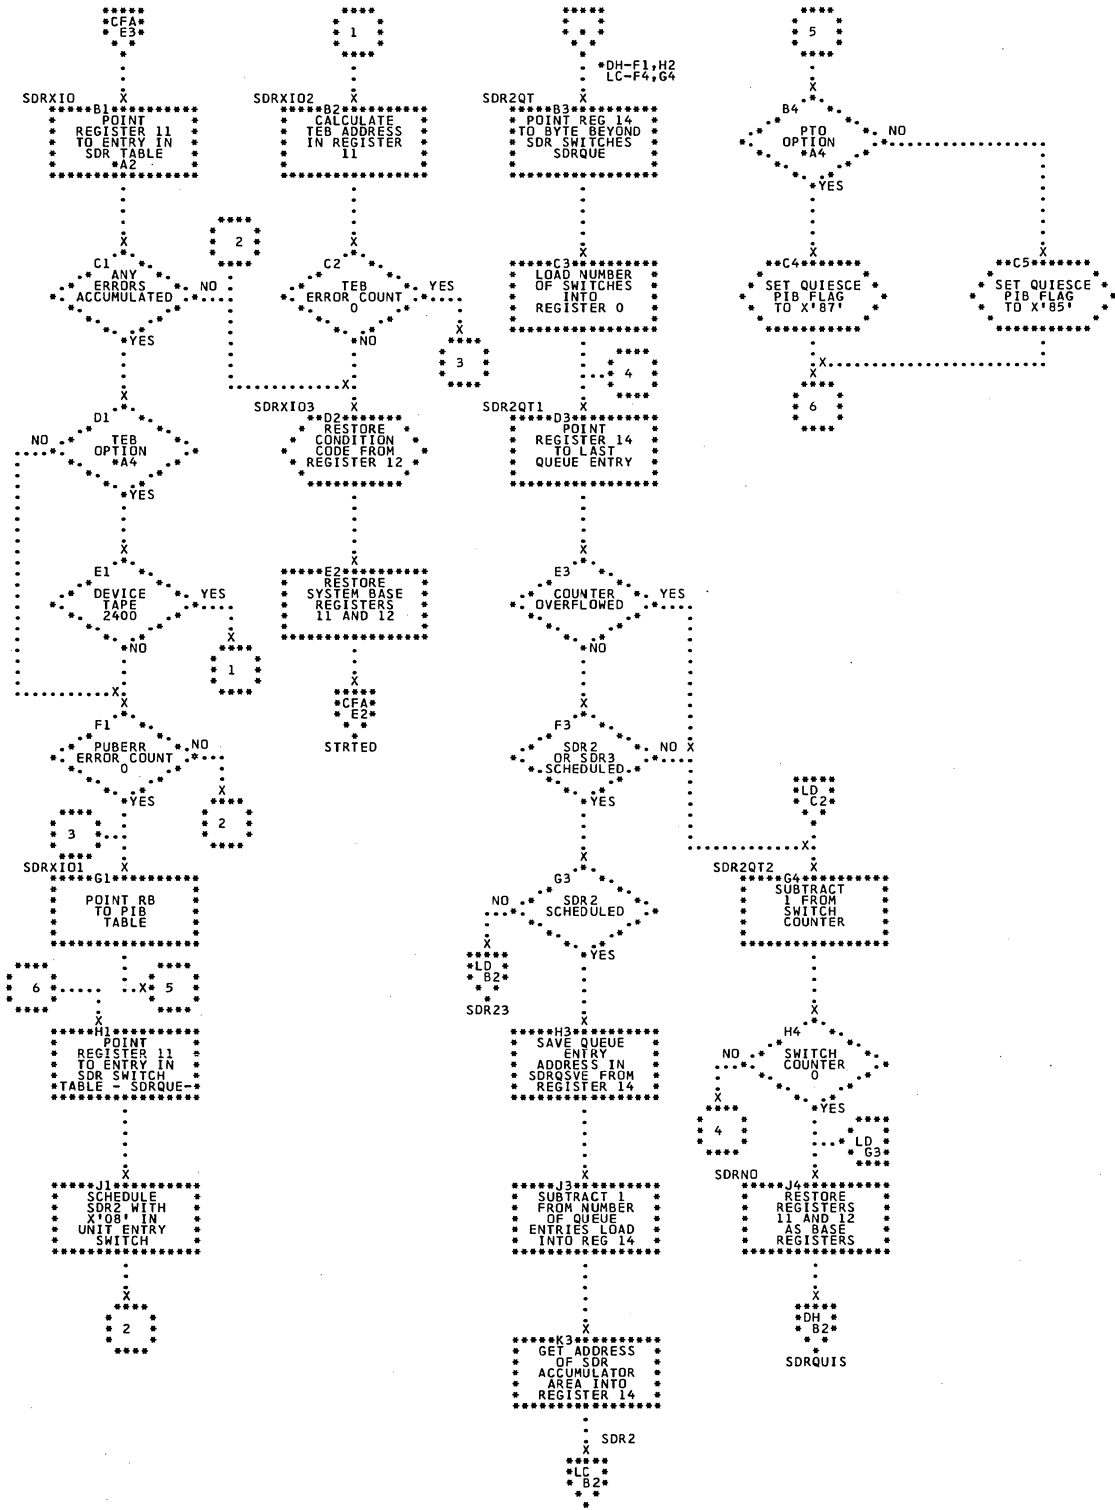 CFA
E3
SDRXIO
B1
POINT
REGISTER 11
TO ENTRY IN
SDR TABLE
*A2
C1
ANY
ERRORS
ACCUMULATED
NO
YES
D1
NO
TEB
OPTION
*A4
YES
E1
DEVICE
TAPE
2400
YES
NO
1
F1
PUBERR
ERROR COUNT
0
NO
YES
2
3
SDRXIO1
G1
POINT RB
TO PIB
TABLE
6
5
H1
POINT
REGISTER 11
TO ENTRY IN
SDR SWITCH
TABLE - SDRQUE-
J1
SCHEDULE
SDR2 WITH
X'08' IN
UNIT ENTRY
SWITCH
2
1
SDRXIO2
B2
CALCULATE
TEB ADDRESS
IN REGISTER
11
2
C2
TEB
ERROR COUNT
0
YES
NO
3
SDRXIO3
D2
RESTORE
CONDITION
CODE FROM
REGISTER 12
E2
RESTORE
SYSTEM BASE
REGISTERS
11 AND 12
CFA
E2
STRTED
*DH-F1,H2
LC-F4,G4
SDR2QT
B3
POINT REG 14
TO BYTE BEYOND
SDR SWITCHES
SDRQUE
C3
LOAD NUMBER
OF SWITCHES
INTO
REGISTER 0
4
SDR2QT1
D3
POINT
REGISTER 14
TO LAST
QUEUE ENTRY
E3
COUNTER
OVERFLOWED
YES
NO
F3
SDR2
OR SDR3
SCHEDULED
NO
YES
G3
NO
SDR2
SCHEDULED
YES
LD
B2
SDR23
H3
SAVE QUEUE
ENTRY
ADDRESS IN
SDRQSVE FROM
REGISTER 14
J3
SUBTRACT 1
FROM NUMBER
OF QUEUE
ENTRIES LOAD
INTO REG 14
K3
GET ADDRESS
OF SDR
ACCUMULATOR
AREA INTO
REGISTER 14
SDR2
LC
B2
5
B4
PTO
OPTION
*A4
NO
YES
C4
SET QUIESCE
PIB FLAG
TO X'87'
C5
SET QUIESCE
PIB FLAG
TO X'85'
6
LD
C2
SDR2QT2
G4
SUBTRACT
1 FROM
SWITCH
COUNTER
H4
NO
SWITCH
COUNTER
0
YES
4
LD
G3
SDRNO
J4
RESTORE
REGISTERS
11 AND 12
AS BASE
REGISTERS
DH
B2
SDRQUIS